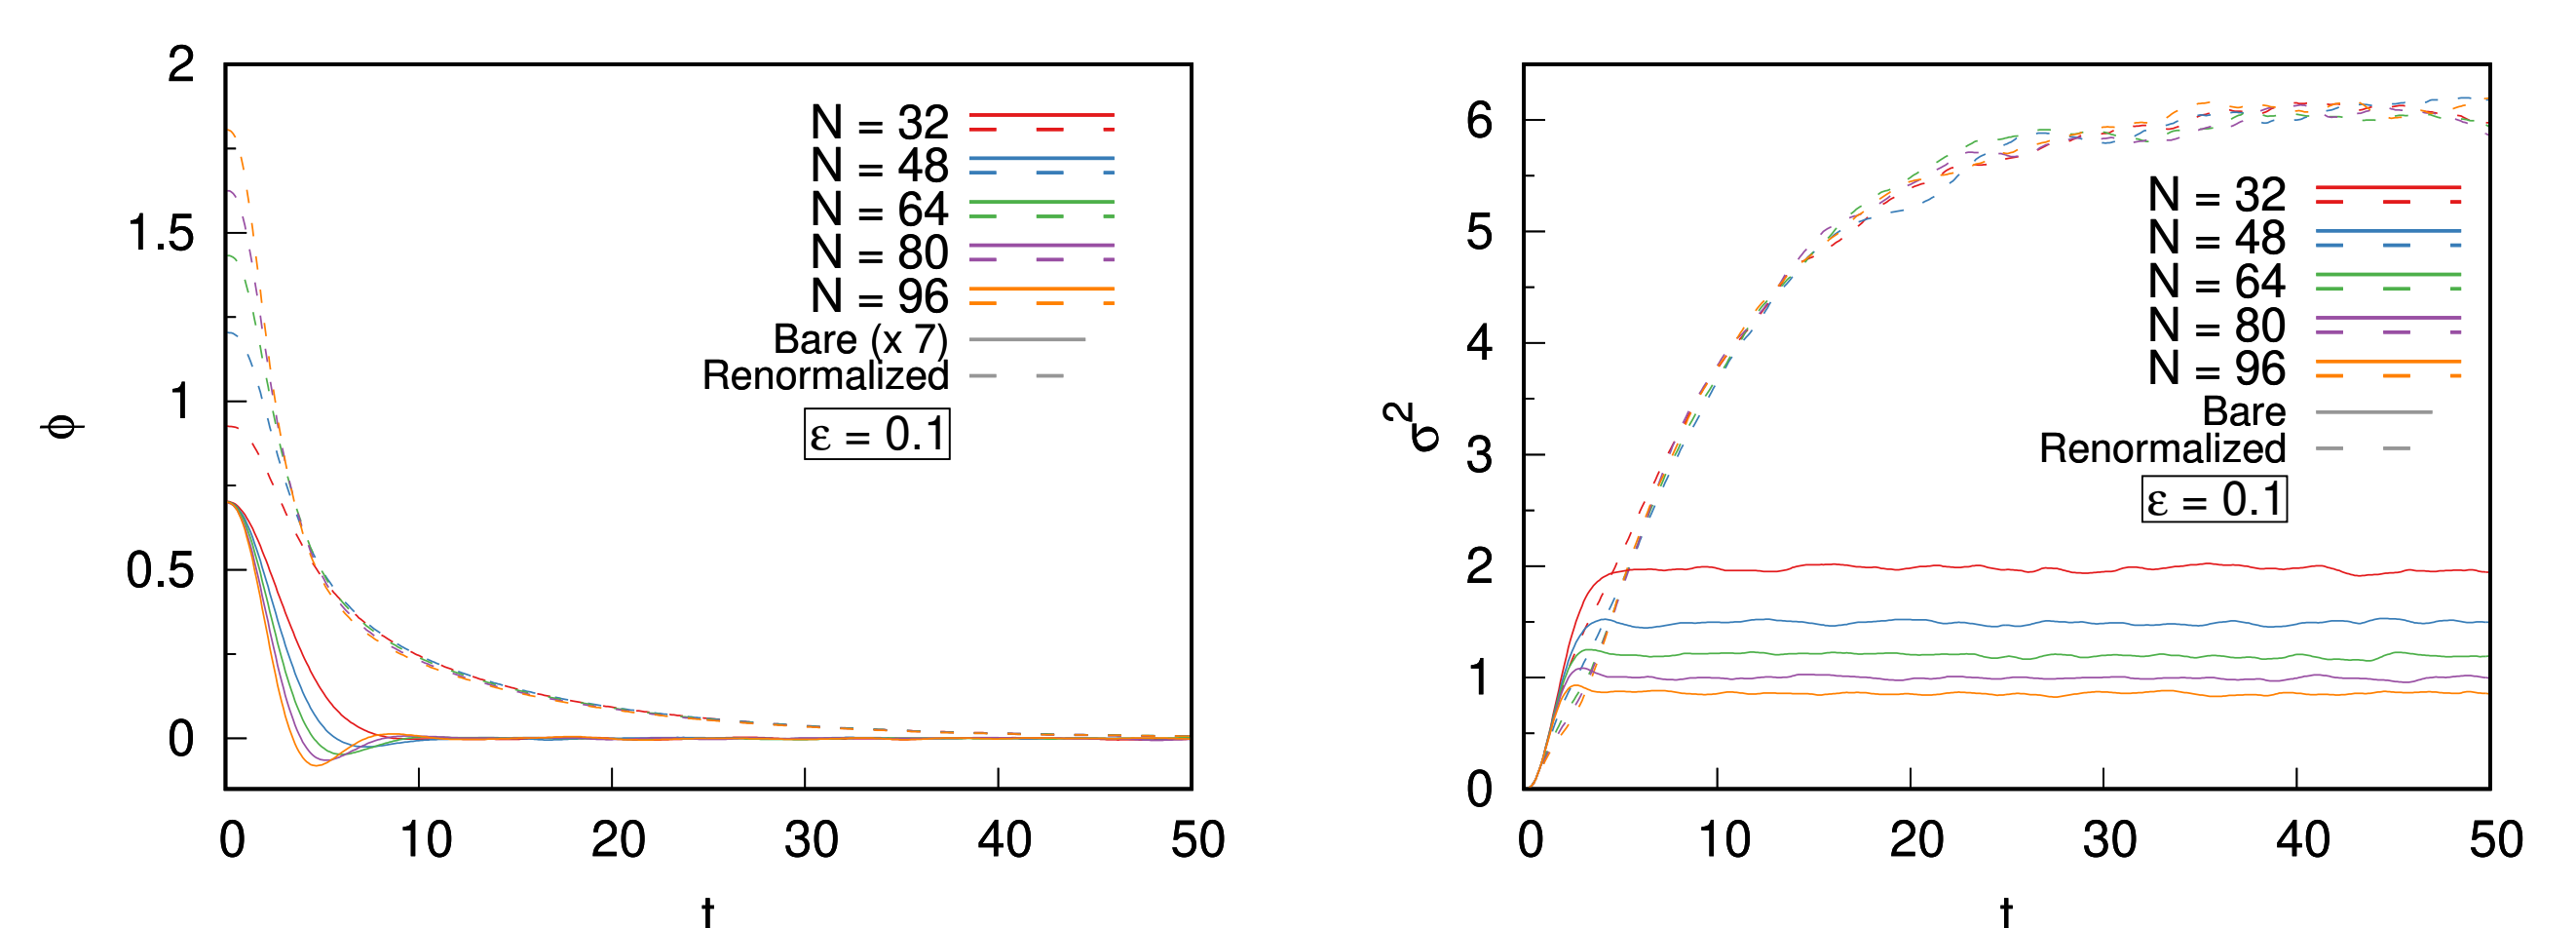 2
1.5
1
0.5
0
ϕ
N = 32
N = 48
N = 64
N = 80
N = 96
Bare (x 7)
Renormalized
ε = 0.1
0 10 20 30 40 50
t
6
5
4
3
2
1
0
σ²
N = 32
N = 48
N = 64
N = 80
N = 96
Bare
Renormalized
ε = 0.1
0 10 20 30 40 50
t